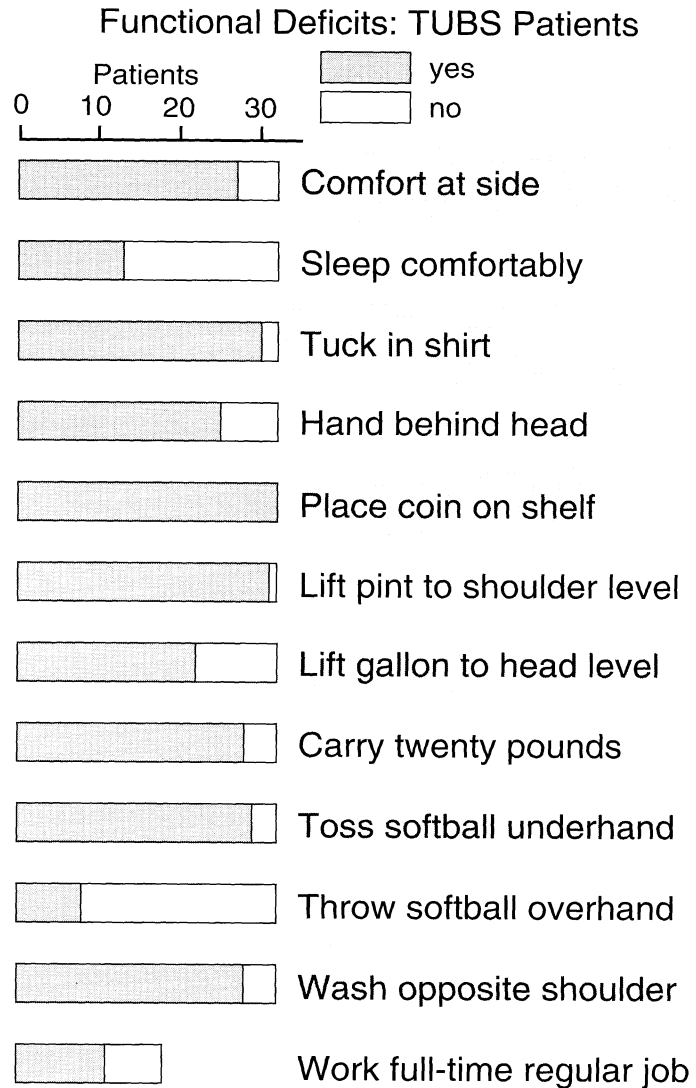 Functional Deficits: TUBS Patients
Patients
0 10 20 30
yes
no
Comfort at side
Sleep comfortably
Tuck in shirt
Hand behind head
Place coin on shelf
Lift pint to shoulder level
Lift gallon to head level
Carry twenty pounds
Toss softball underhand
Throw softball overhand
Wash opposite shoulder
Work full-time regular job